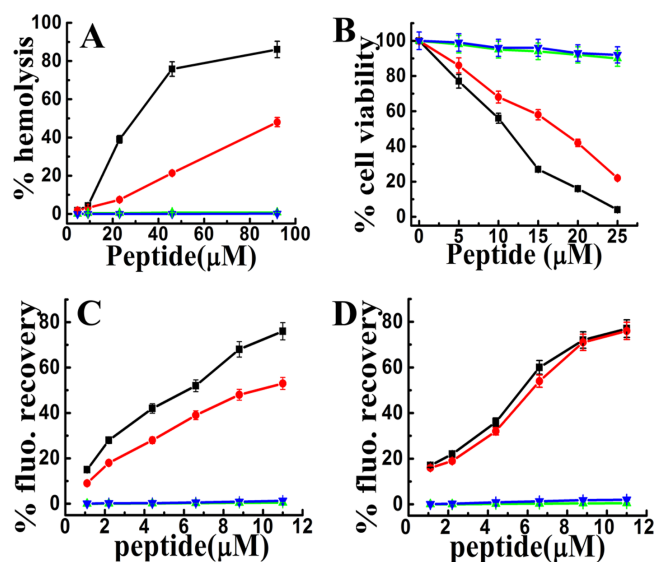 A
% hemolysis
100
80
60
40
20
0
0 20 40 60 80 100
Peptide(μM)
B
% cell viability
100
80
60
40
20
0
0 5 10 15 20 25
Peptide (μM)
C
% fluo. recovery
80
60
40
20
0
0 2 4 6 8 10 12
peptide(μM)
D
% fluo. recovery
80
60
40
20
0
0 2 4 6 8 10 12
peptide(μM)